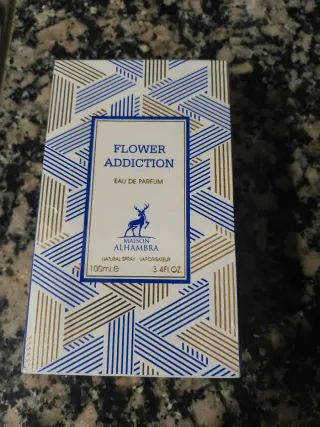 FLOWER
ADDICTION
EAU DE PARFUM
MAISON
ALHAMBRA
NATURAL SPRAY - VAPORISATEUR
100ml.e 3.4FL.OZ.